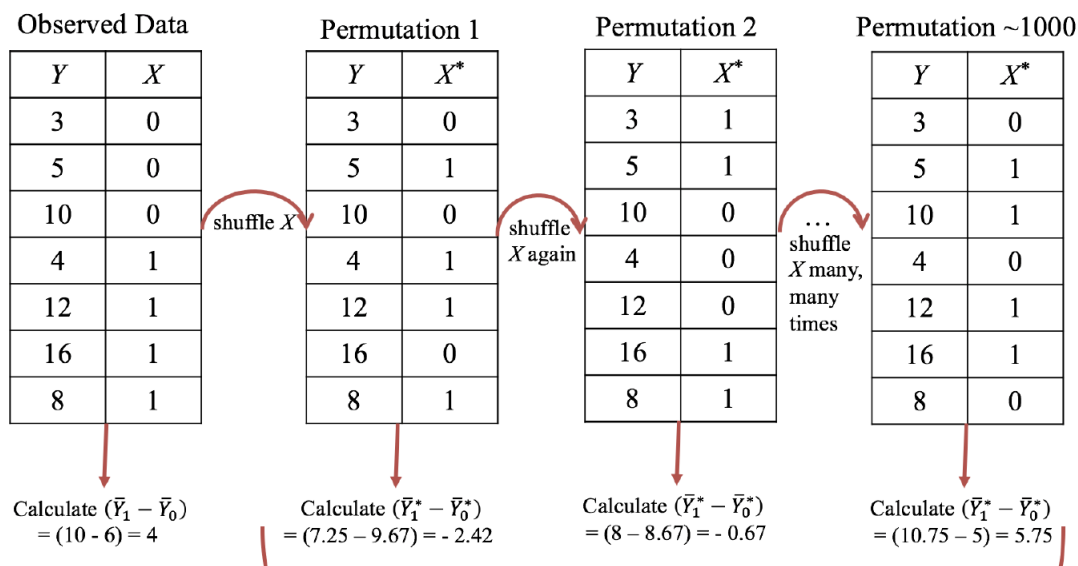 Observed Data
Y X
3 0
5 0
10 0
4 1
12 1
16 1
8 1
Calculate (Ȳ₁ − Ȳ₀)
= (10 - 6) = 4
shuffle X
Permutation 1
Y X*
3 0
5 1
10 0
4 1
12 1
16 0
8 1
Calculate (Ȳ₁* − Ȳ₀*)
= (7.25 – 9.67) = - 2.42
shuffle
X again
Permutation 2
Y X*
3 1
5 1
10 0
4 0
12 0
16 1
8 1
Calculate (Ȳ₁* − Ȳ₀*)
= (8 – 8.67) = - 0.67
...
shuffle
X many,
many
times
Permutation ~1000
Y X*
3 0
5 1
10 1
4 0
12 1
16 1
8 0
Calculate (Ȳ₁* − Ȳ₀*)
= (10.75 – 5) = 5.75